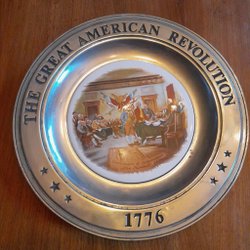 THE GREAT AMERICAN REVOLUTION
1776